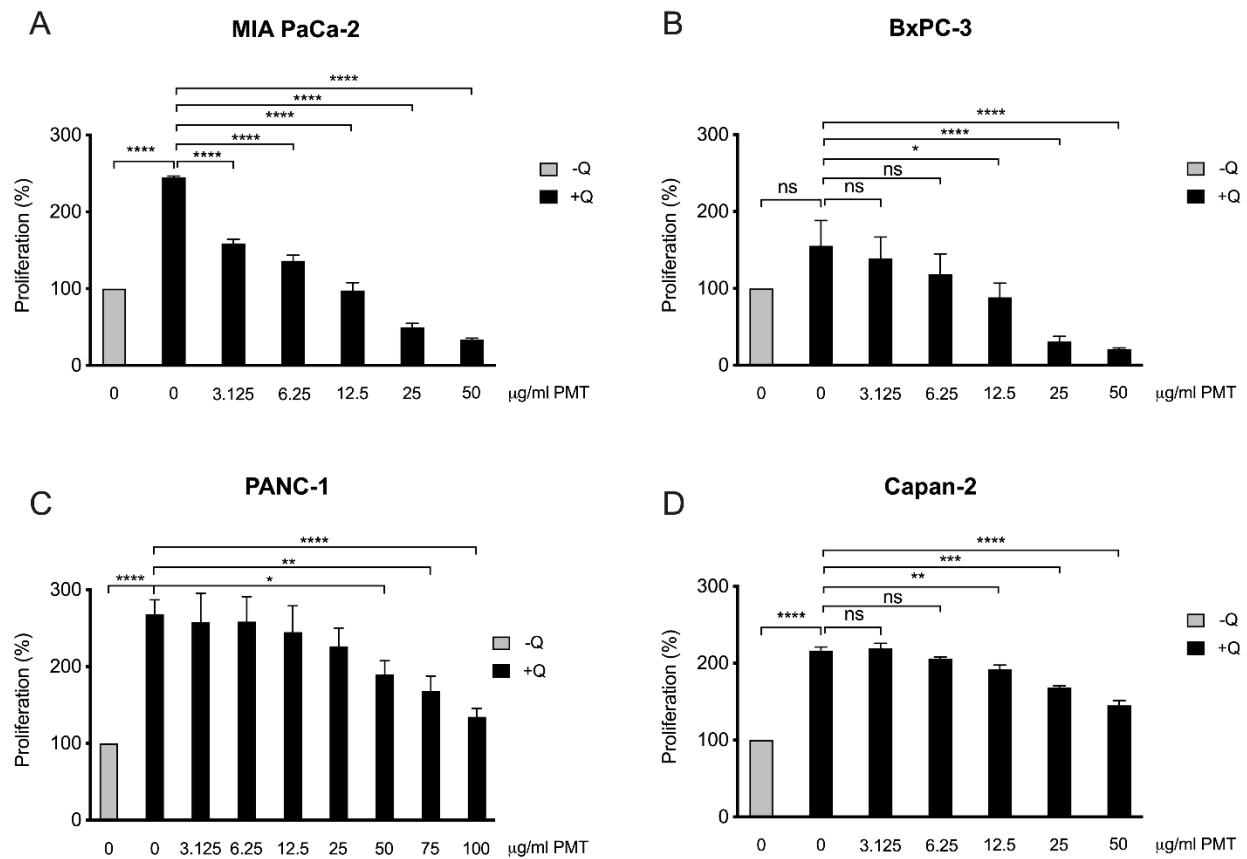 A
MIA PaCa-2
****
****
****
****
**** ****
300
200
100
0
Proliferation (%)
-Q
+Q
0 0 3.125 6.25 12.5 25 50 μg/ml PMT
B
BxPC-3
****
****
*
ns
ns ns
300
200
100
0
Proliferation (%)
-Q
+Q
0 0 3.125 6.25 12.5 25 50 μg/ml PMT
C
PANC-1
****
**
**** *
300
200
100
0
Proliferation (%)
-Q
+Q
0 0 3.125 6.25 12.5 25 50 75 100 μg/ml PMT
D
Capan-2
****
***
**
ns
**** ns
300
200
100
0
Proliferation (%)
-Q
+Q
0 0 3.125 6.25 12.5 25 50 μg/ml PMT